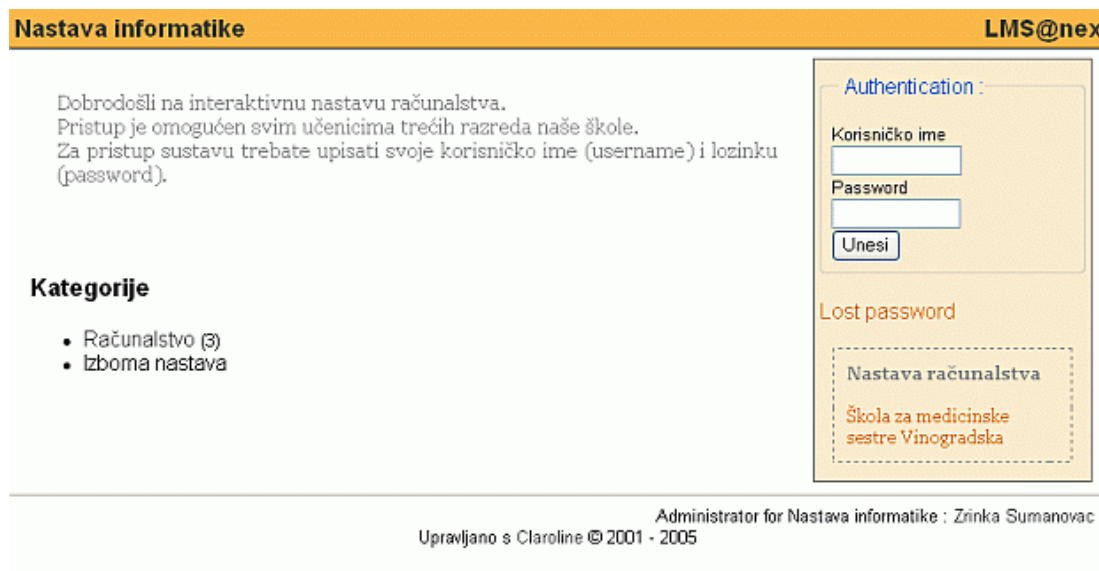 Nastava informatike
LMS@nex
Dobrodošli na interaktivnu nastavu računalstva.
Pristup je omogućen svim učenicima trećih razreda naše škole.
Za pristup sustavu trebate upisati svoje korisničko ime (username) i lozinku
(password).
Kategorije
• Računalstvo (3)
• Izborna nastava
Authentication :
Korisničko ime
Password
Unesi
Lost password
Nastava računalstva
Škola za medicinske
sestre Vinogradska
Administrator for Nastava informatike : Zrinka Sumanovac
Upravljano s Claroline © 2001 - 2005